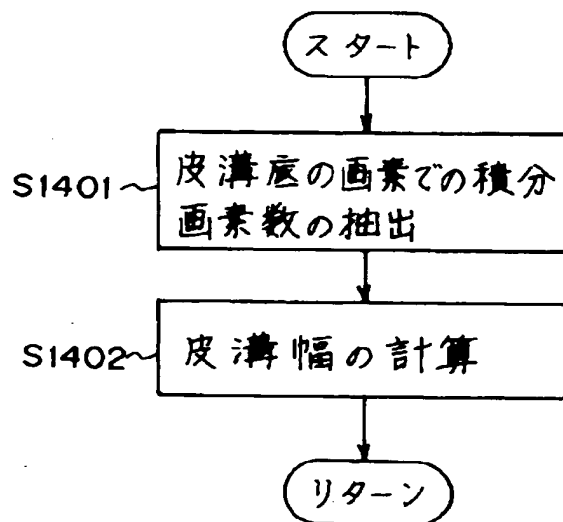 スタート
S1401
皮溝底の画素での積分
画素数の抽出
S1402
皮溝幅の計算
リターン